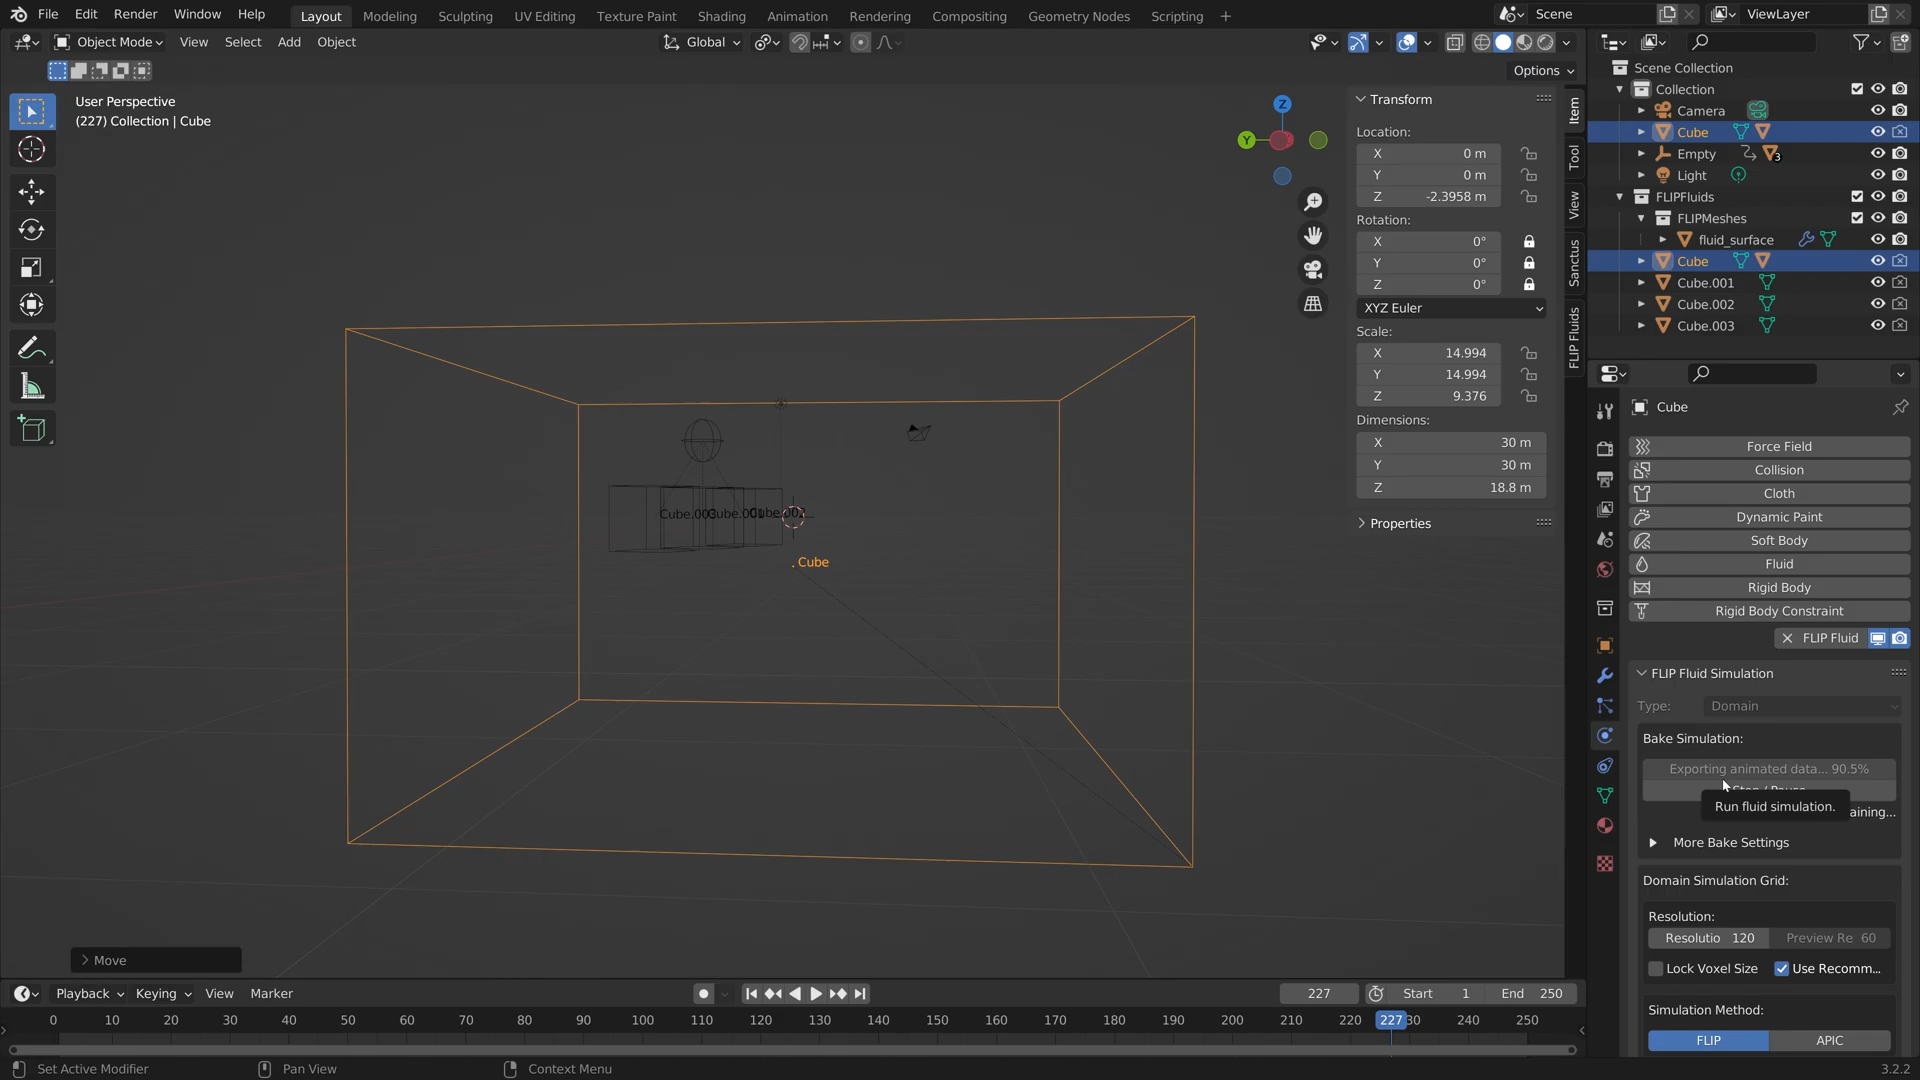 File Edit Render Window Help
Layout Modeling Sculpting UV Editing Texture Paint Shading Animation Rendering Compositing Geometry Nodes Scripting +
Scene
ViewLayer
Object Mode View Select Add Object
Global
Options
User Perspective
(227) Collection | Cube
Z
Y
Cube.003
Cube
Transform
Location:
X 0 m
Y 0 m
Z -2.3958 m
Rotation:
X 0°
Y 0°
Z 0°
XYZ Euler
Scale:
X 14.994
Y 14.994
Z 9.376
Dimensions:
X 30 m
Y 30 m
Z 18.8 m
Properties
Item
Tool
View
Sanctus
FLIP Fluids
Scene Collection
Collection
Camera
Cube
Empty 3
Light
FLIPFluids
FLIPMeshes
fluid_surface
Cube
Cube.001
Cube.002
Cube.003
Cube
Force Field
Collision
Cloth
Dynamic Paint
Soft Body
Fluid
Rigid Body
Rigid Body Constraint
FLIP Fluid
FLIP Fluid Simulation
Type: Domain
Bake Simulation:
Exporting animated data... 90.5%
Run fluid simulation.
aining...
More Bake Settings
Domain Simulation Grid:
Resolution:
Resolutio 120 Preview Re 60
Lock Voxel Size Use Recomm...
Simulation Method:
FLIP APIC
Move
Playback Keying View Marker
227 Start 1 End 250
0 10 20 30 40 50 60 70 80 90 100 110 120 130 140 150 160 170 180 190 200 210 220 227 30 240 250
Set Active Modifier Pan View Context Menu 3.2.2